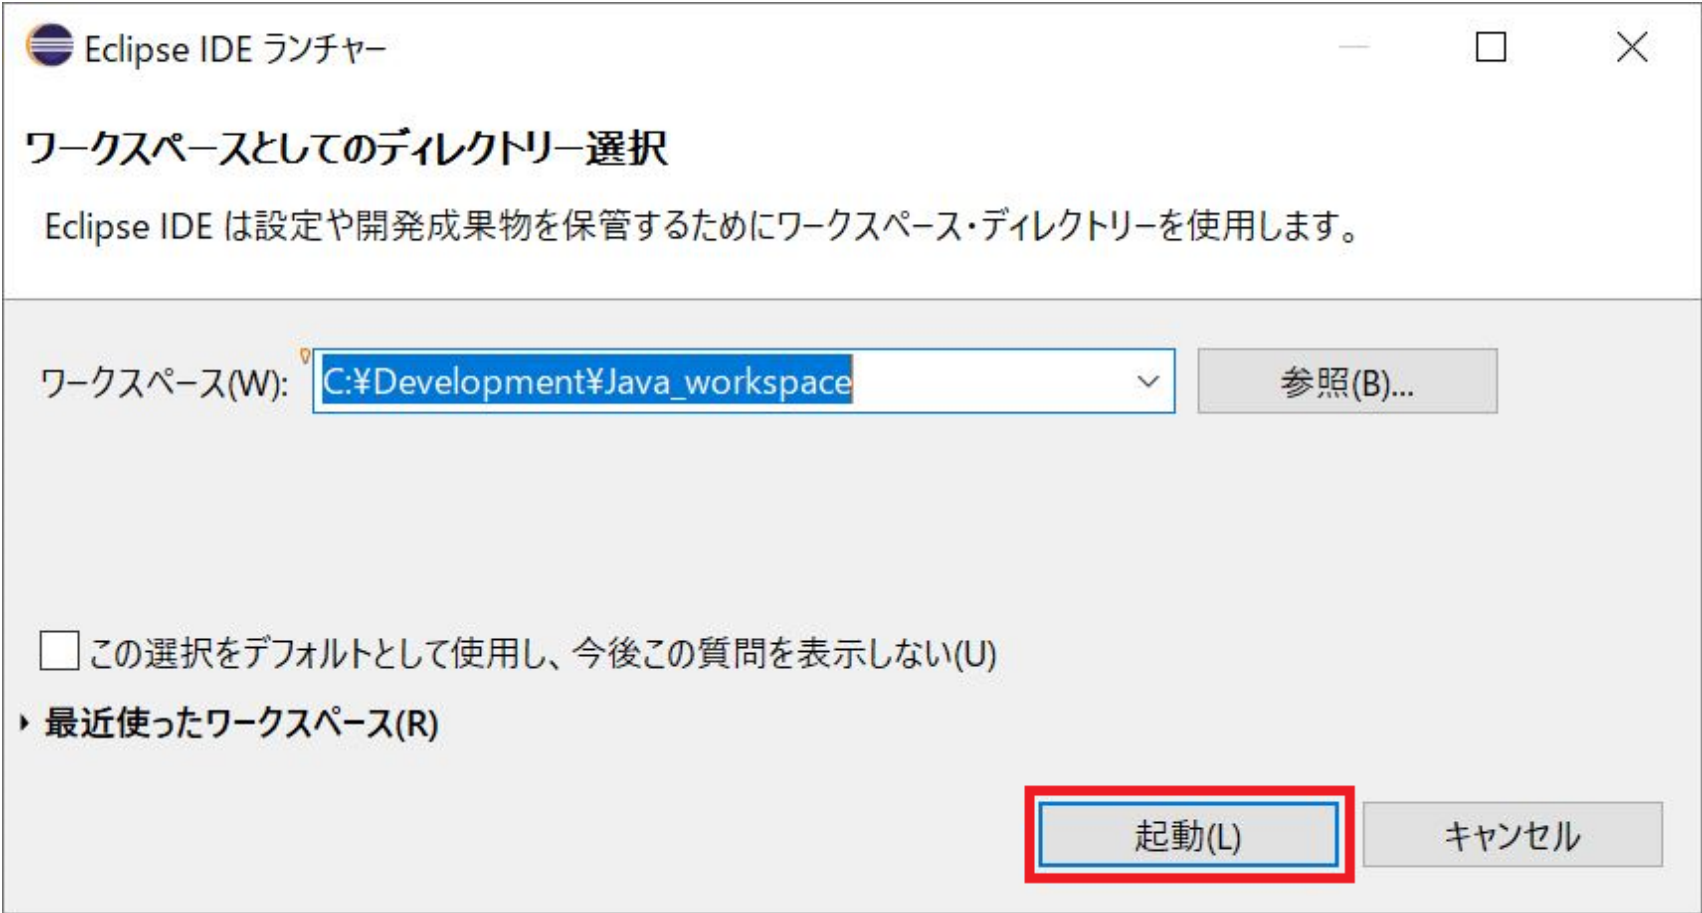 Eclipse IDE ランチャー
ワークスペースとしてのディレクトリー選択
Eclipse IDE は設定や開発成果物を保管するためにワークスペース・ディレクトリーを使用します。
ワークスペース(W): C:¥Development¥Java_workspace 参照(B)...
この選択をデフォルトとして使用し、今後この質問を表示しない(U)
最近使ったワークスペース(R)
起動(L) キャンセル